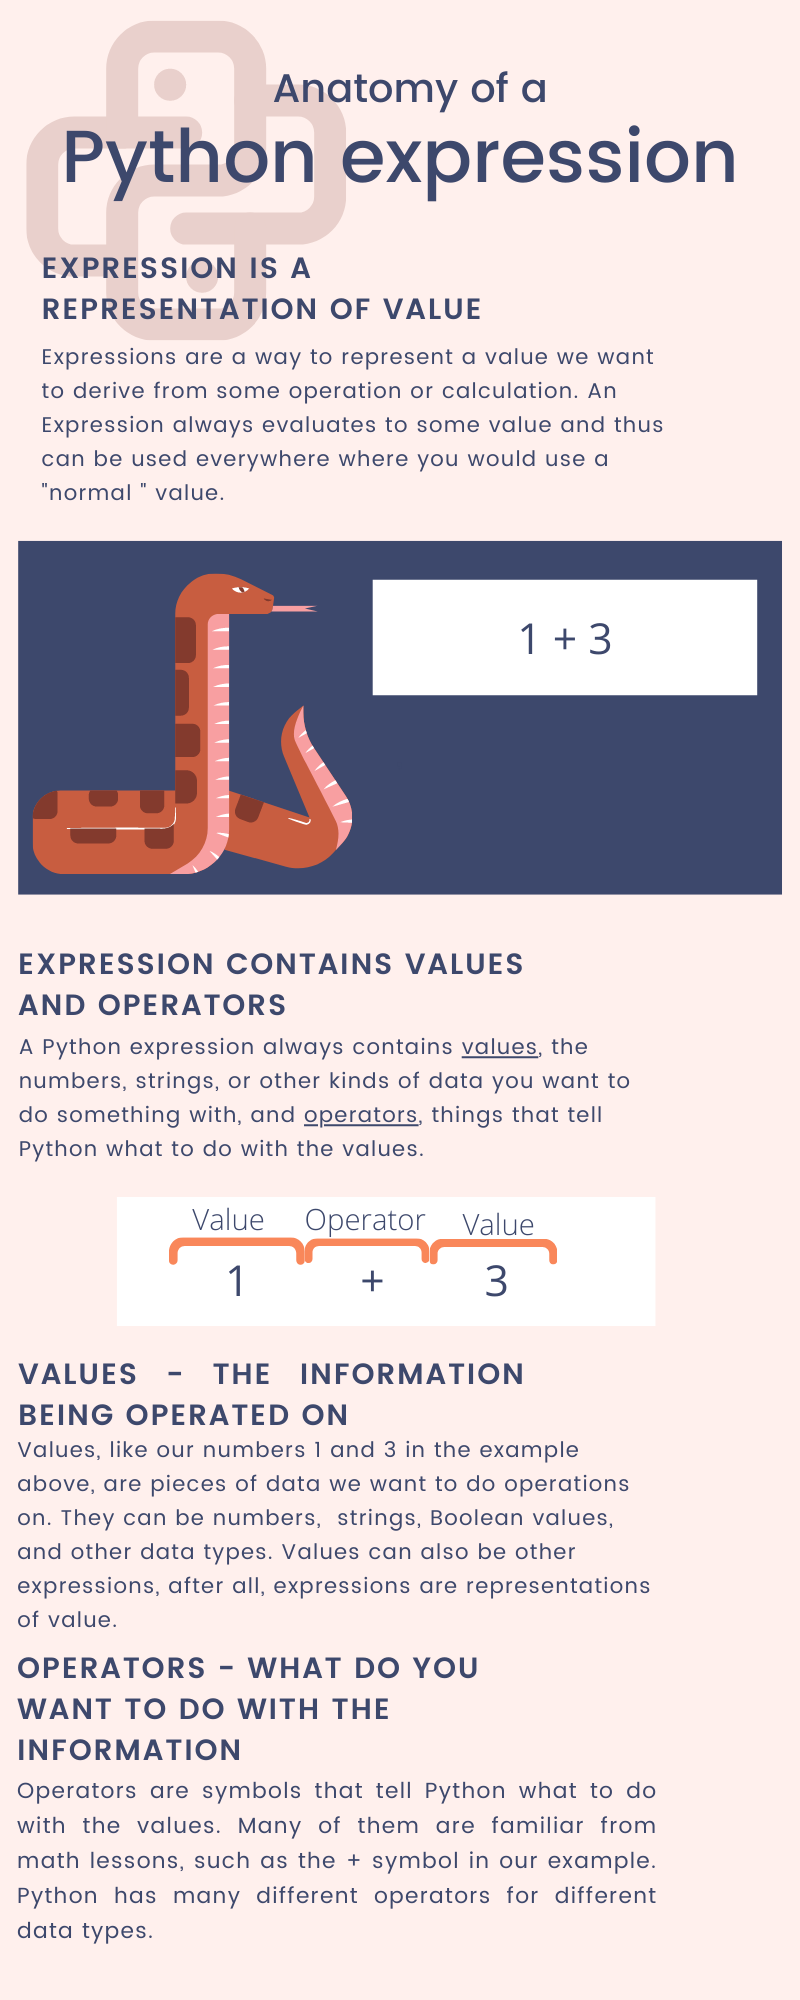 Anatomy of a
Python expression
EXPRESSION IS A
REPRESENTATION OF VALUE
Expressions are a way to represent a value we want
to derive from some operation or calculation. An
Expression always evaluates to some value and thus
can be used everywhere where you would use a
"normal " value.
1 + 3
EXPRESSION CONTAINS VALUES
AND OPERATORS
A Python expression always contains values, the
numbers, strings, or other kinds of data you want to
do something with, and operators, things that tell
Python what to do with the values.
Value Operator Value
1 + 3
VALUES - THE INFORMATION
BEING OPERATED ON
Values, like our numbers 1 and 3 in the example
above, are pieces of data we want to do operations
on. They can be numbers,  strings, Boolean values,
and other data types. Values can also be other
expressions, after all, expressions are representations
of value.
OPERATORS - WHAT DO YOU
WANT TO DO WITH THE
INFORMATION
Operators are symbols that tell Python what to do
with the values. Many of them are familiar from
math lessons, such as the + symbol in our example.
Python has many different operators for different
data types.